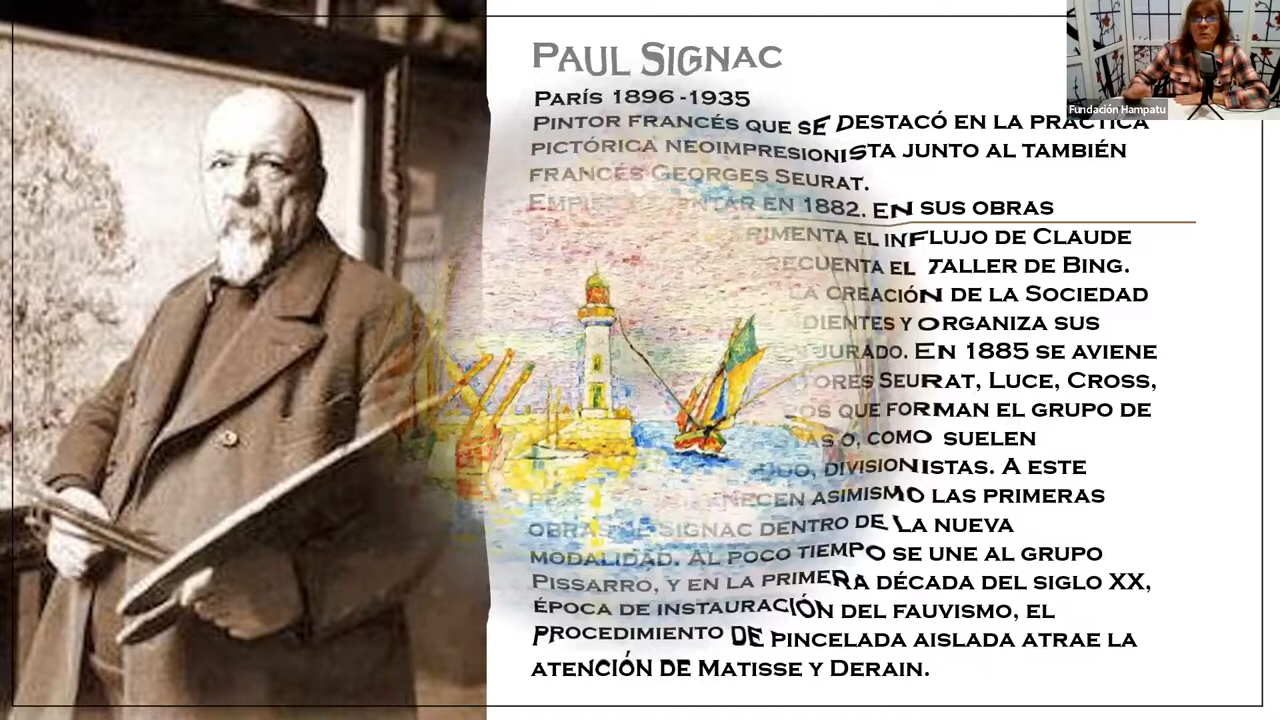 Paul Signac
París 1896 -1935
Pintor francés que se destacó en la práctica
pictórica neoimpresionista junto al también
francés Georges Seurat.
en 1882. En sus obras
el influjo de Claude
el taller de Bing.
la creación de la Sociedad
y organiza sus
jurado. En 1885 se aviene
Seurat, Luce, Cross,
que forman el grupo de
o, como suelen
divisionistas. A este
asimismo las primeras
Signac dentro de la nueva
modalidad. Al poco tiempo se une al grupo
Pissarro, y en la primera década del siglo XX,
época de instauración del fauvismo, el
procedimiento de pincelada aislada atrae la
atención de Matisse y Derain.
Fundación Hampatu